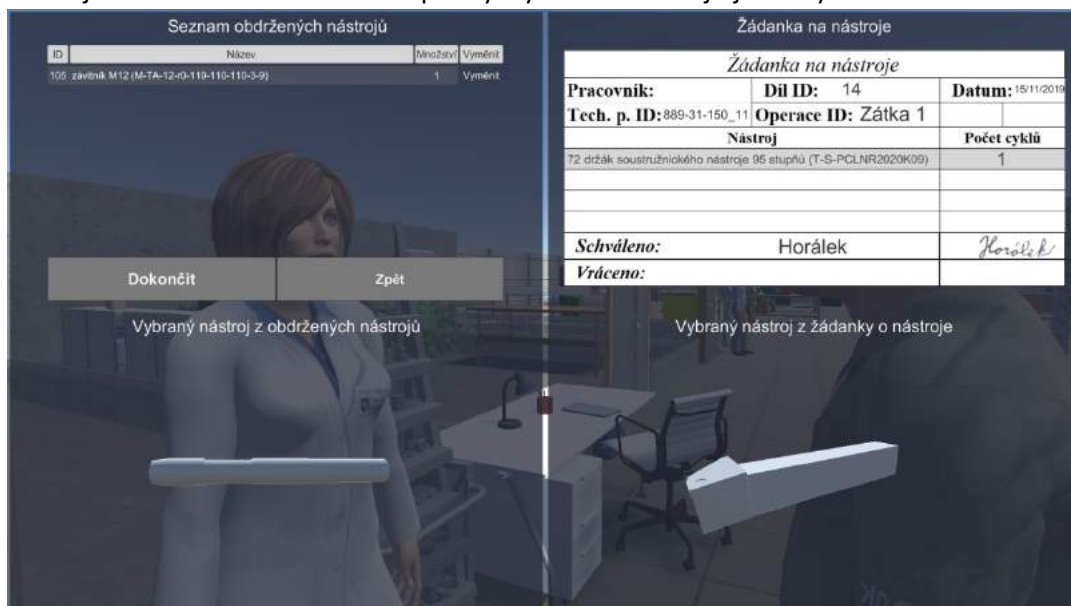 Seznam obdržených nástrojů
ID Název Množství Vyměnit
105 závitník M12 (M-TA-12-r0-119-110-110-3-9) 1 Vyměnit
Dokončit Zpět
Vybraný nástroj z obdržených nástrojů
Žádanka na nástroje
Žádanka na nástroje
Pracovník: Díl ID: 14 Datum: 15/11/2019
Tech. p. ID: 889-31-150_11 Operace ID: Zátka 1
Nástroj Počet cyklů
72 držák soustružnického nástroje 95 stupňů (T-S-PCLNR2020K09) 1
Schváleno: Horálek Horálek
Vráceno:
Vybraný nástroj z žádanky o nástroje